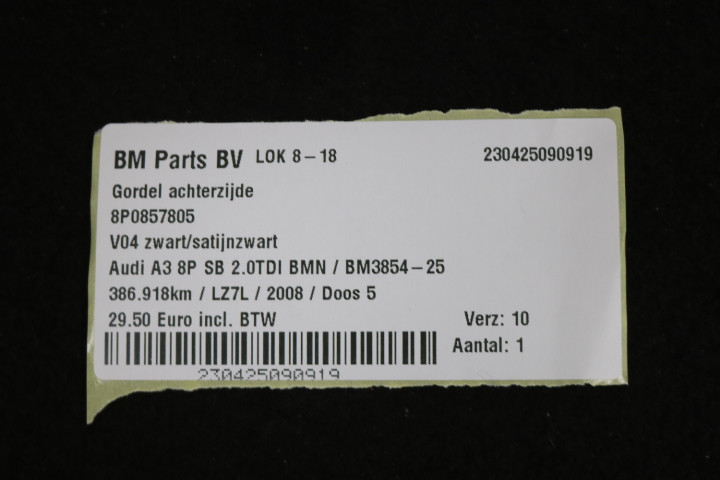 BM Parts BV LOK 8-18 230425090919
Gordel achterzijde
8P0857805
V04 zwart/satijnzwart
Audi A3 8P SB 2.0TDI BMN / BM3854-25
386.918km / LZ7L / 2008 / Doos 5
29.50 Euro incl. BTW Verz: 10
Aantal: 1
230425090919